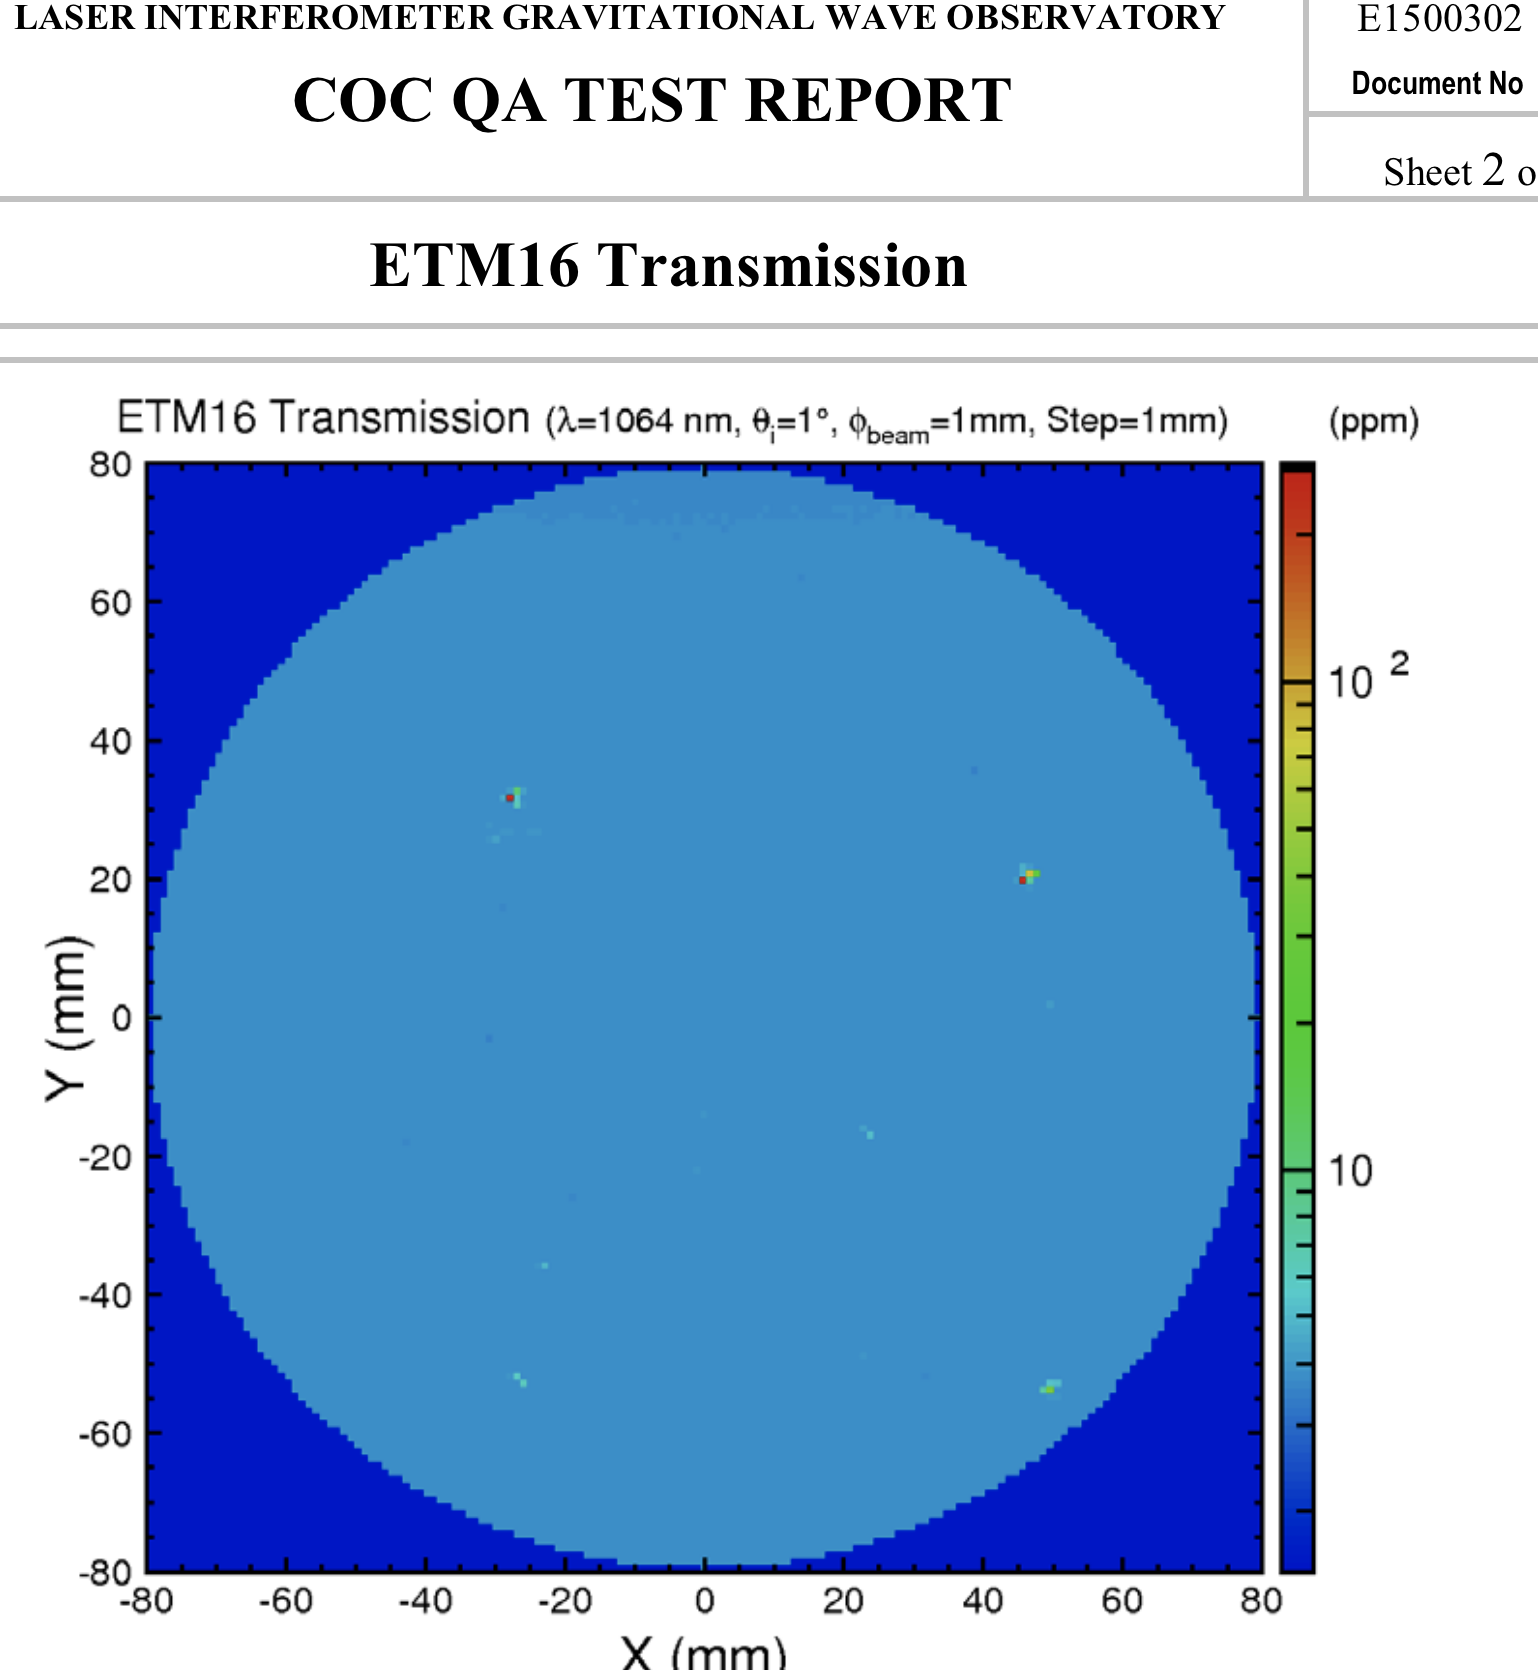 LASER INTERFEROMETER GRAVITATIONAL WAVE OBSERVATORY
E1500302
COC QA TEST REPORT
Document No
Sheet 2 o
ETM16 Transmission
ETM16 Transmission (λ=1064 nm, θi=1°, ϕbeam=1mm, Step=1mm)
(ppm)
80
60
40
20
0
-20
-40
-60
-80
Y (mm)
-80 -60 -40 -20 0 20 40 60 80
X (mm)
10 2
10